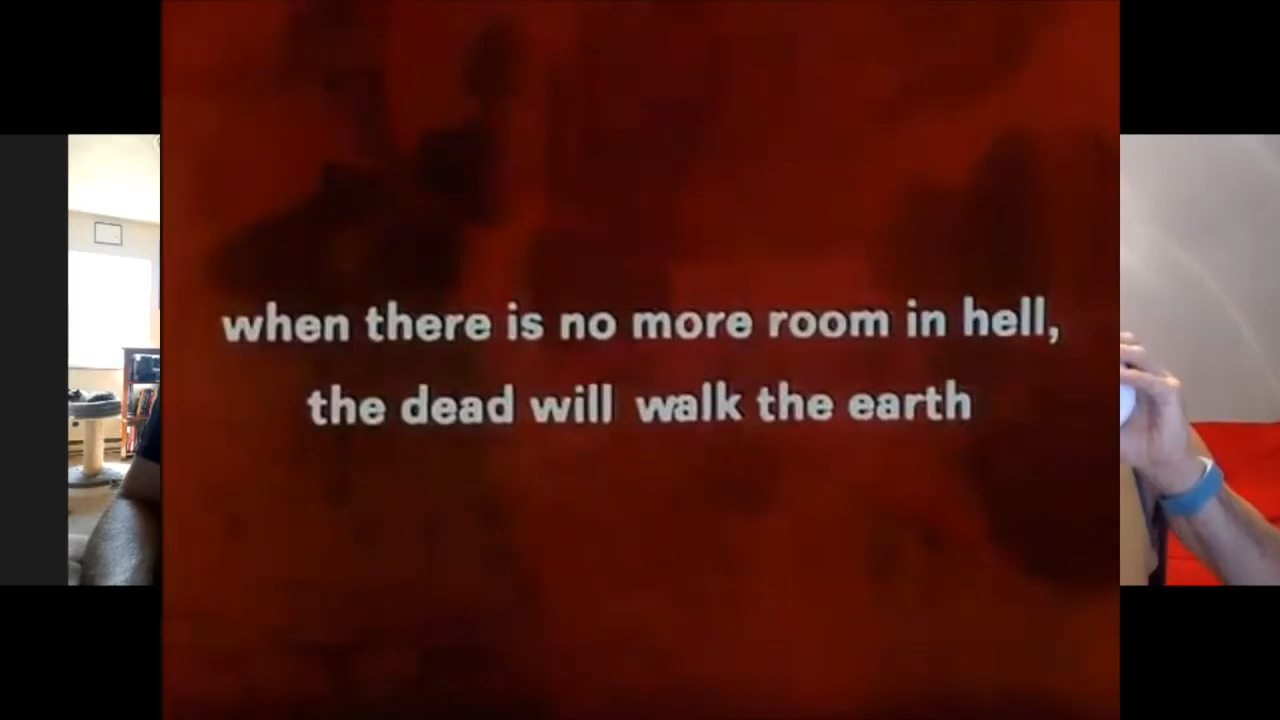 when there is no more room in hell,
the dead will walk the earth